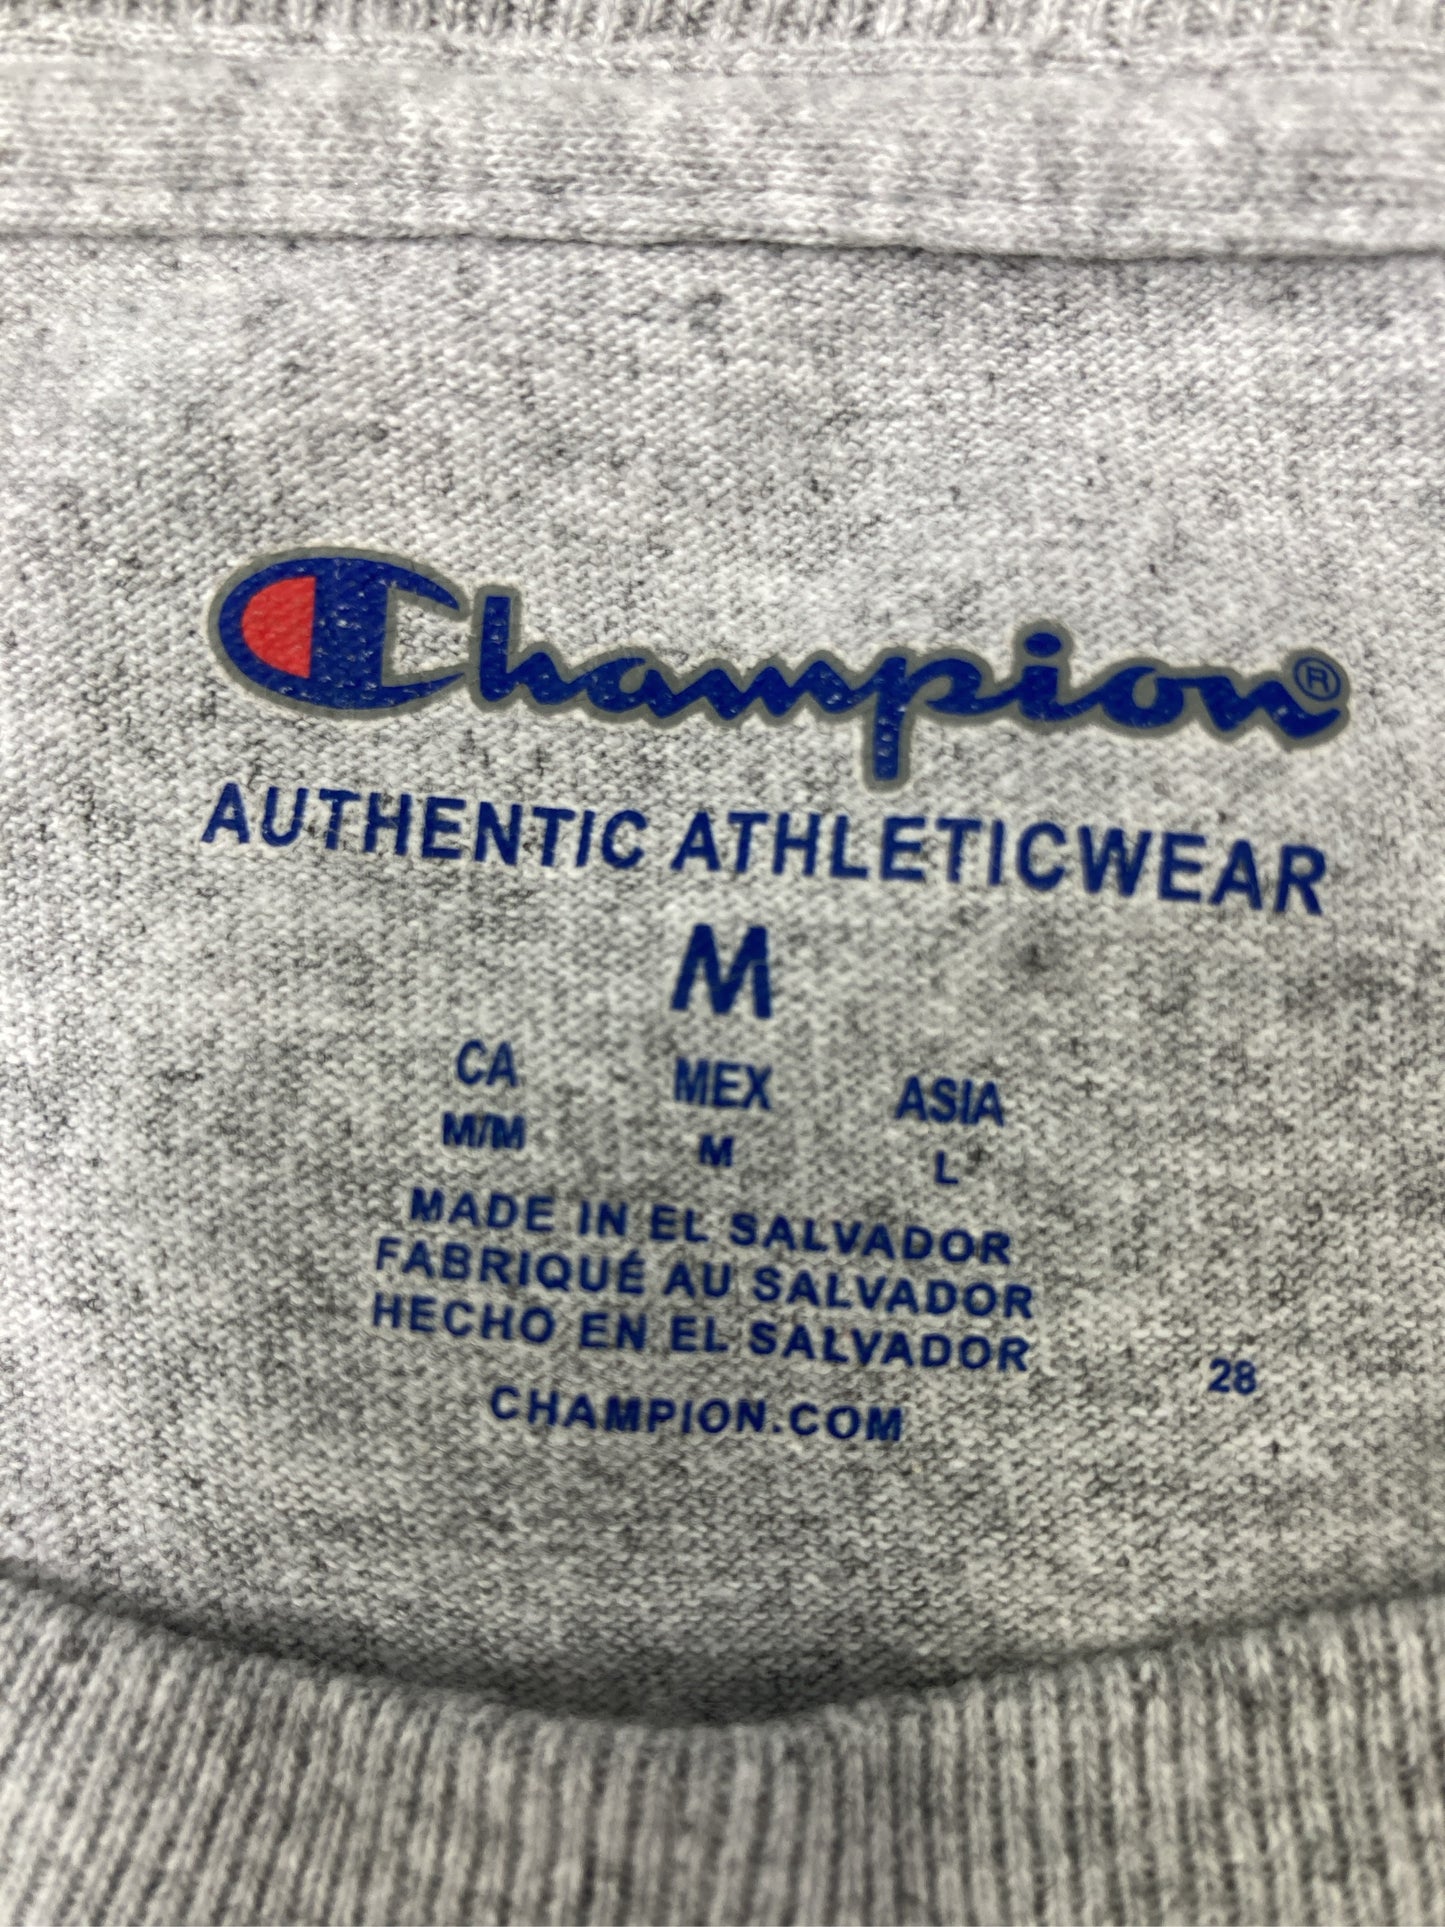 Champion®
AUTHENTIC ATHLETICWEAR
M
CA MEX ASIA
M/M M L
MADE IN EL SALVADOR
FABRIQUÉ AU SALVADOR
HECHO EN EL SALVADOR
28
CHAMPION.COM